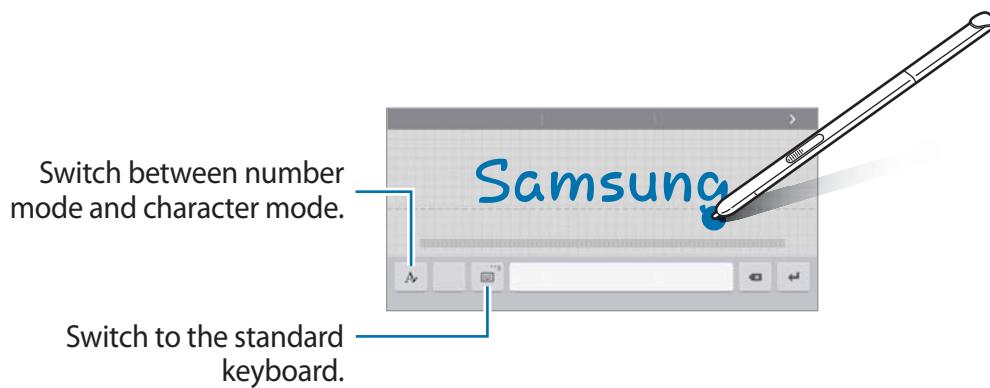 Samsung
Switch between number
mode and character mode.
Switch to the standard
keyboard.